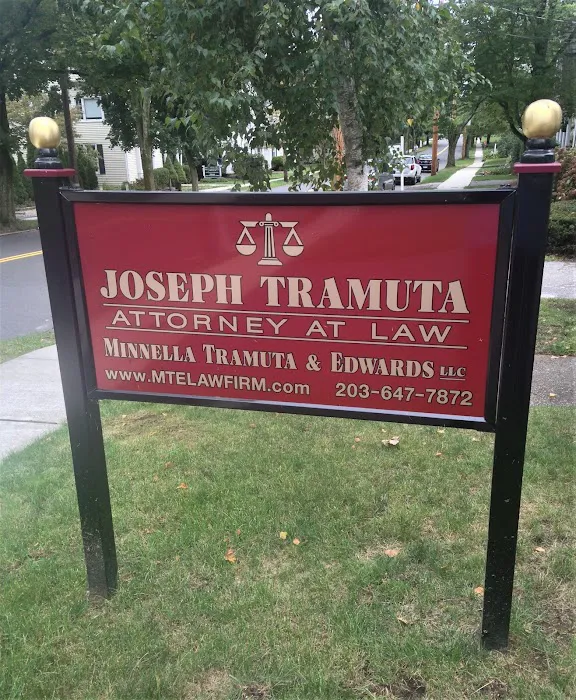 JOSEPH TRAMUTA
ATTORNEY AT LAW
MINNELLA TRAMUTA & EDWARDS LLC
WWW.MTELAWFIRM.com 203-647-7872